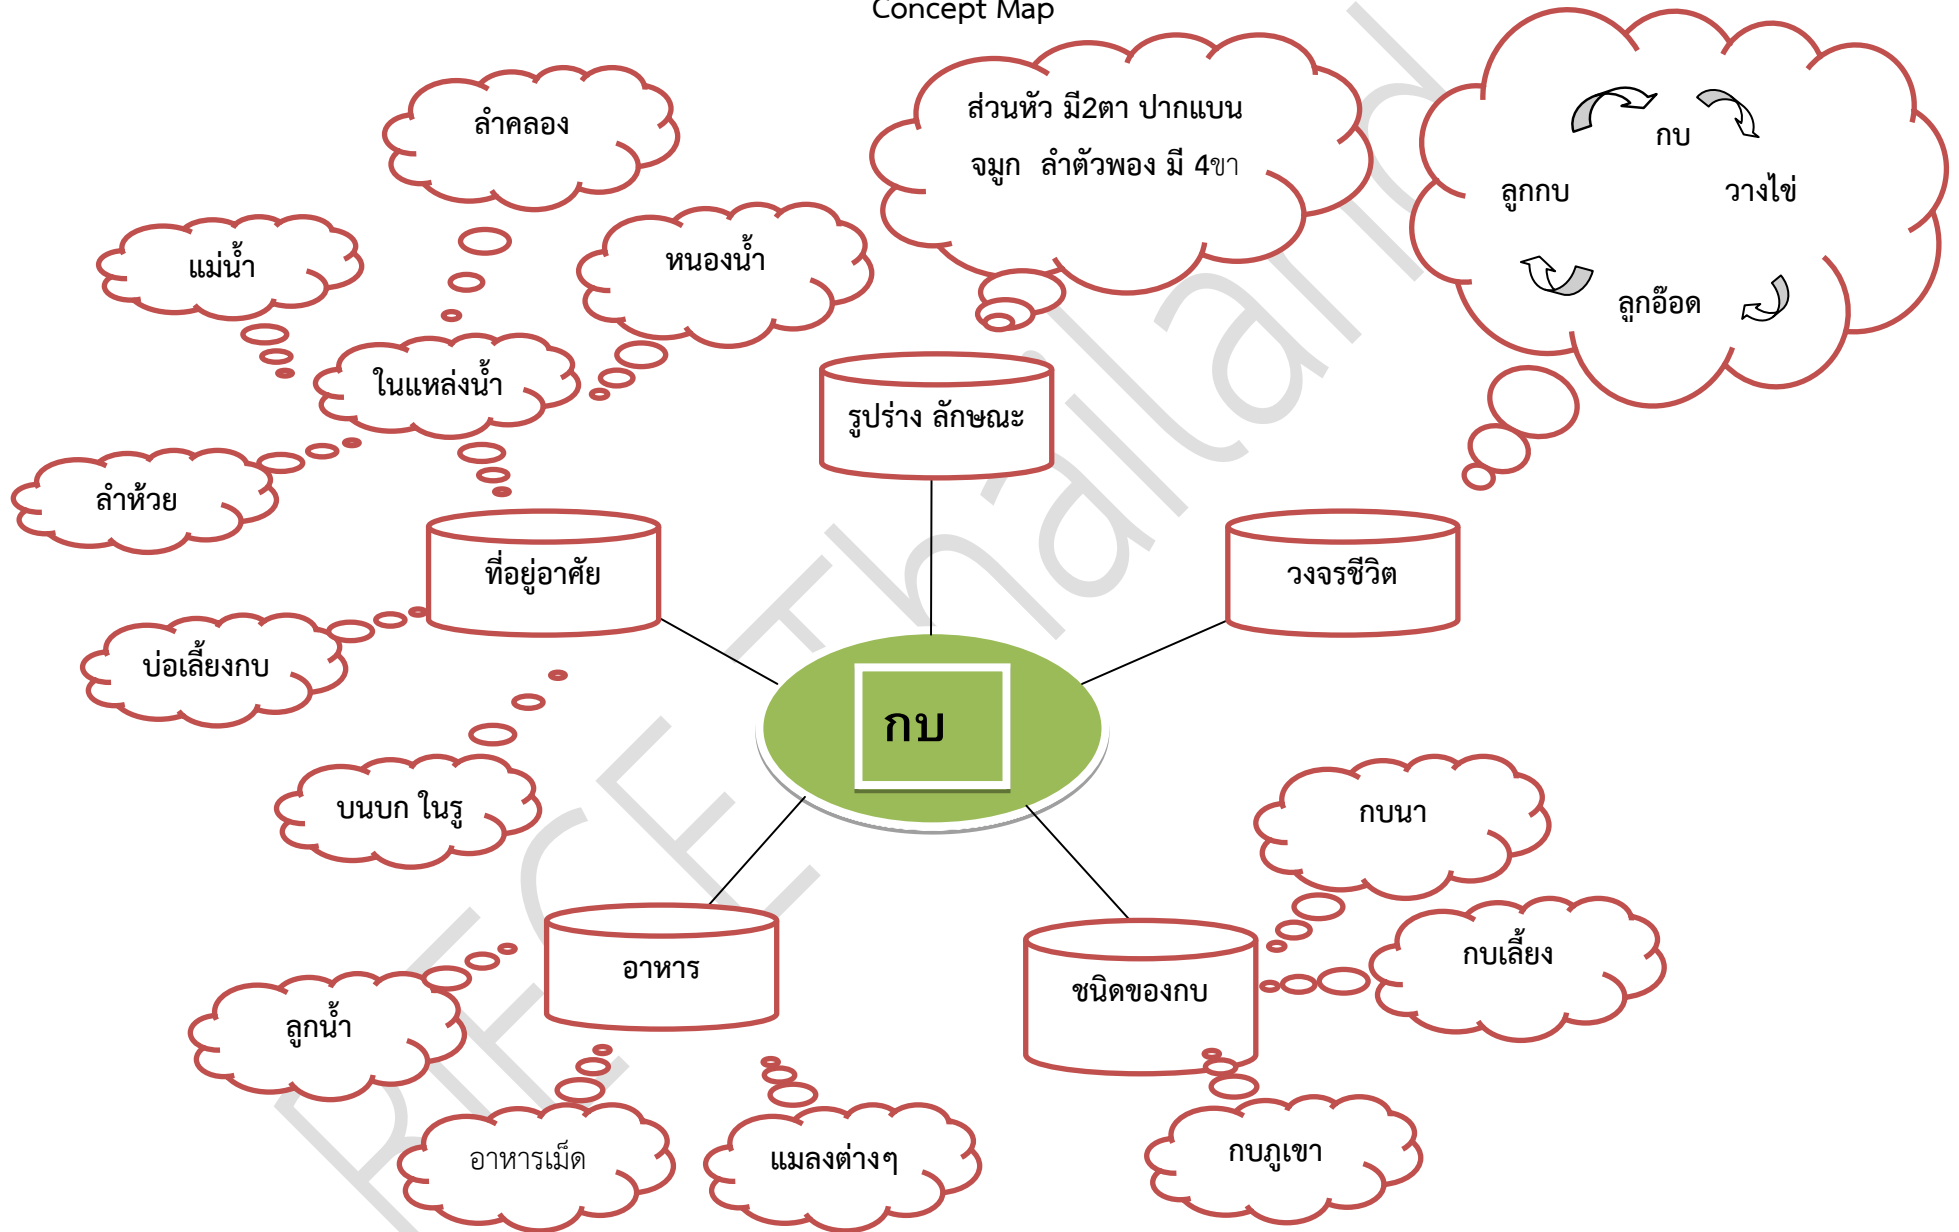 Concept Map
ส่วนหัว มี2ตา ปากแบน
จมูก ลำตัวพอง มี 4ขา
กบ
วางไข่
ลูกอ๊อด
ลูกกบ
ลำคลอง
แม่น้ำ
หนองน้ำ
ในแหล่งน้ำ
ลำห้วย
รูปร่าง ลักษณะ
ที่อยู่อาศัย
วงจรชีวิต
บ่อเลี้ยงกบ
บนบก ในรู
กบ
กบนา
กบเลี้ยง
อาหาร
ชนิดของกบ
ลูกน้ำ
อาหารเม็ด
แมลงต่างๆ
กบภูเขา
RECE Thailand